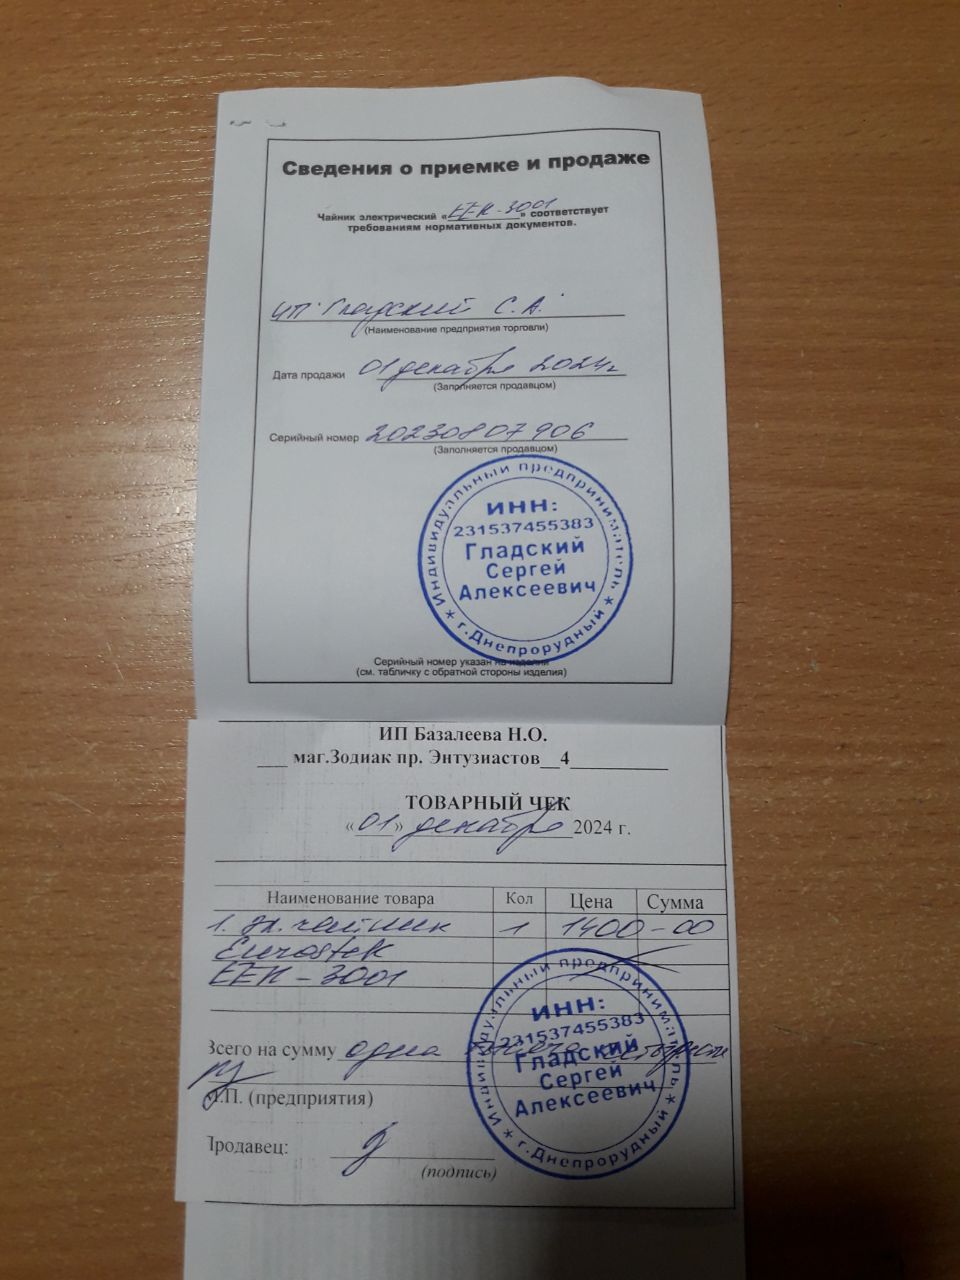 Сведения о приемке и продаже
Чайник электрический «EEK-3001» соответствует
требованиям нормативных документов.
ИП Гладский С.А.
(Наименование предприятия торговли)
Дата продажи 01 декабря 2024г
(Заполняется продавцом)
Серийный номер 20230807906
(Заполняется продавцом)
Индивидуальный предприниматель
ИНН:
231537455383
Гладский
Сергей
Алексеевич
* г.Днепрорудный *
Серийный номер указан на изделии
(см. табличку с обратной стороны изделия)
ИП Базалеева Н.О.
___ маг.Зодиак пр. Энтузиастов__4__________
ТОВАРНЫЙ ЧЕК
«01» декабря 2024 г.
Наименование товара Кол Цена Сумма
1. эл. чайник 1 1400-00
Eurostek
EEK-3001
Индивидуальный предприниматель
ИНН:
231537455383
Гладский
Сергей
Алексеевич
* г.Днепрорудный *
Всего на сумму одна тысяча четыреста
М.П. (предприятия)
Продавец:
(подпись)